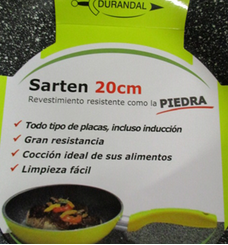 DURANDAL
Sarten 20cm
Revestimiento resistente como la PIEDRA
✓ Todo tipo de placas, incluso inducción
✓ Gran resistancia
✓ Cocción ideal de sus alimentos
✓ Limpieza fácil